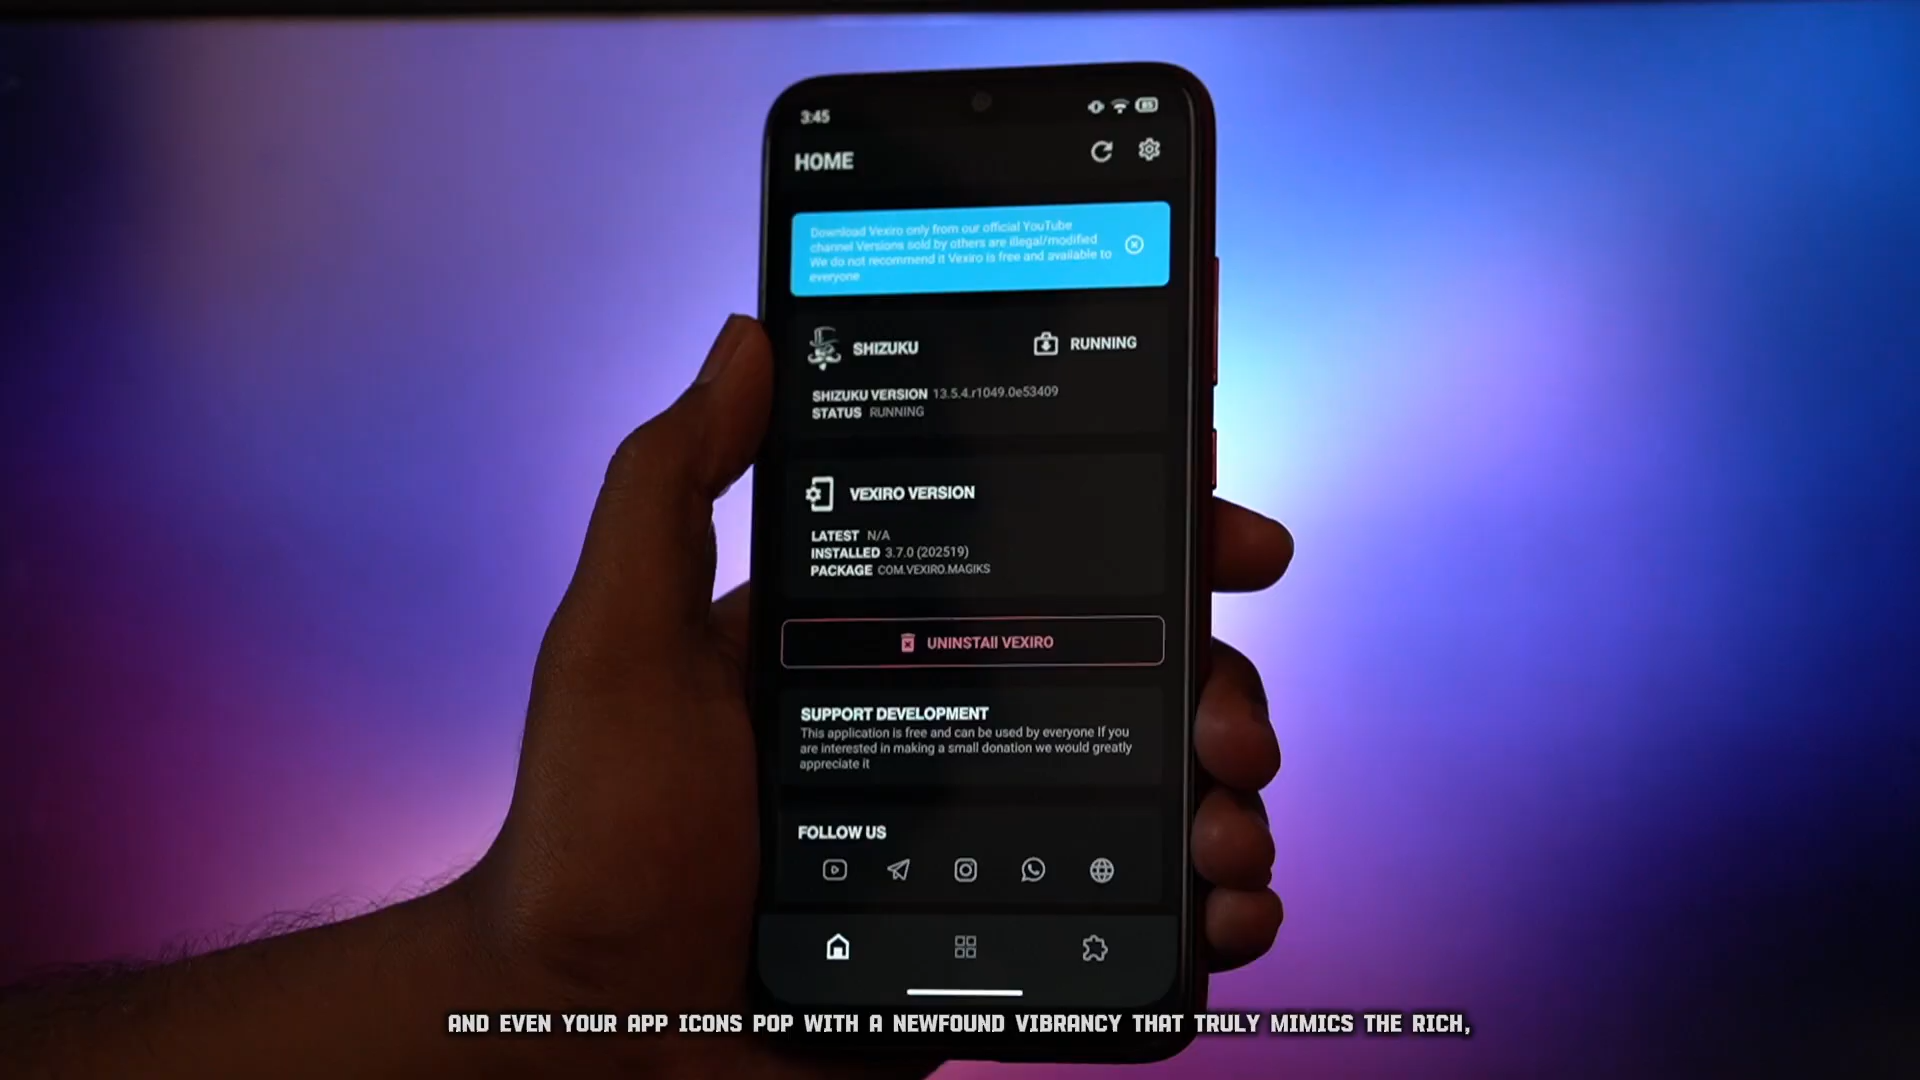 3:45
85
HOME
Download Vexiro only from our official YouTube
channel Versions sold by others are illegal/modified
We do not recommend it Vexiro is free and available to
everyone
SHIZUKU
RUNNING
SHIZUKU VERSION 13.5.4.r1049.0e53409
STATUS RUNNING
VEXIRO VERSION
LATEST N/A
INSTALLED 3.7.0 (202519)
PACKAGE COM.VEXIRO.MAGIKS
UNINSTAll VEXIRO
SUPPORT DEVELOPMENT
This application is free and can be used by everyone If you
are interested in making a small donation we would greatly
appreciate it
FOLLOW US
AND EVEN YOUR APP ICONS POP WITH A NEWFOUND VIBRANCY THAT TRULY MIMICS THE RICH,